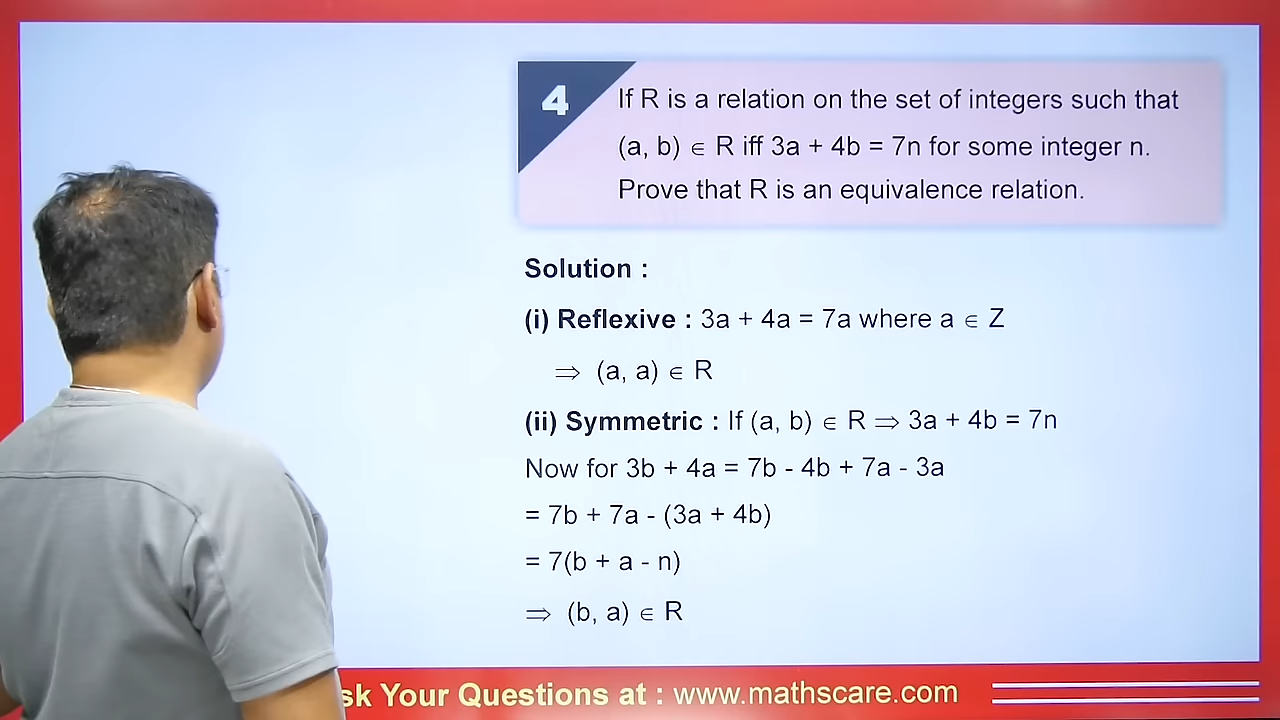 4
If R is a relation on the set of integers such that
(a, b) ∈ R iff 3a + 4b = 7n for some integer n.
Prove that R is an equivalence relation.
Solution :
(i) Reflexive : 3a + 4a = 7a where a ∈ Z
⇒ (a, a) ∈ R
(ii) Symmetric : If (a, b) ∈ R ⇒ 3a + 4b = 7n
Now for 3b + 4a = 7b - 4b + 7a - 3a
= 7b + 7a - (3a + 4b)
= 7(b + a - n)
⇒ (b, a) ∈ R
sk Your Questions at : www.mathscare.com